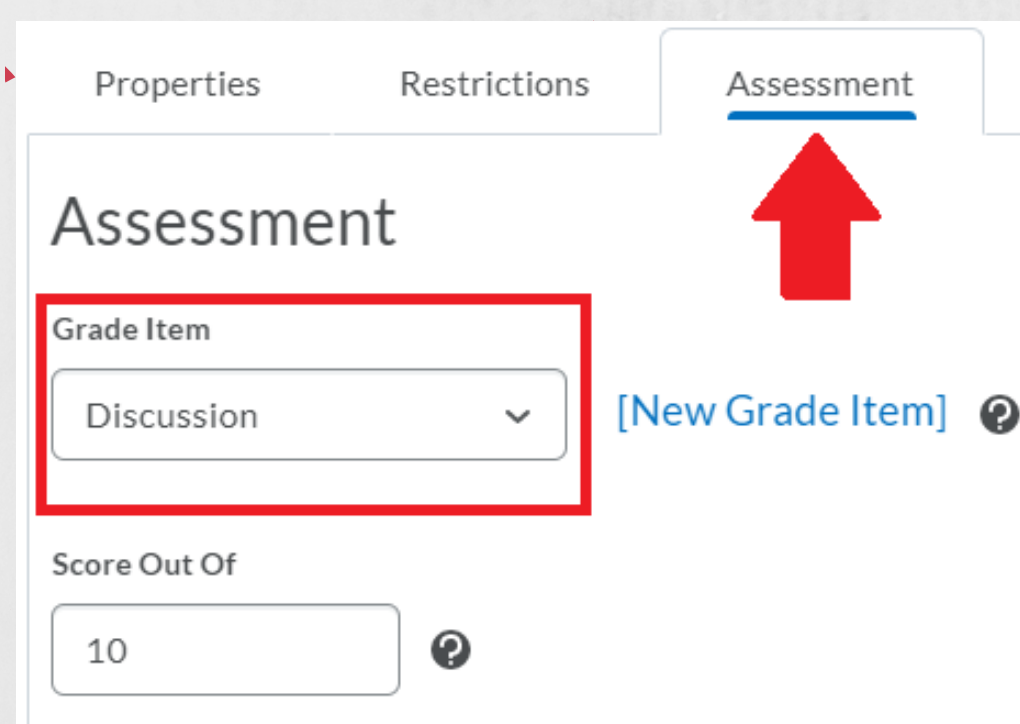 Properties Restrictions Assessment
Assessment
Grade Item
Discussion [New Grade Item]
Score Out Of
10